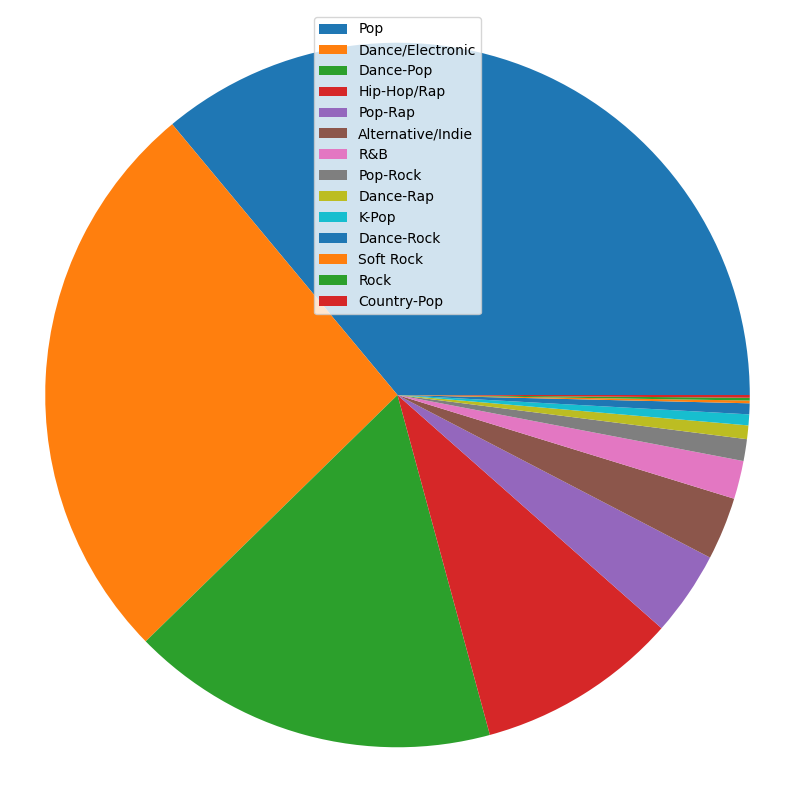 Pop
Dance/Electronic
Dance-Pop
Hip-Hop/Rap
Pop-Rap
Alternative/Indie
R&B
Pop-Rock
Dance-Rap
K-Pop
Dance-Rock
Soft Rock
Rock
Country-Pop